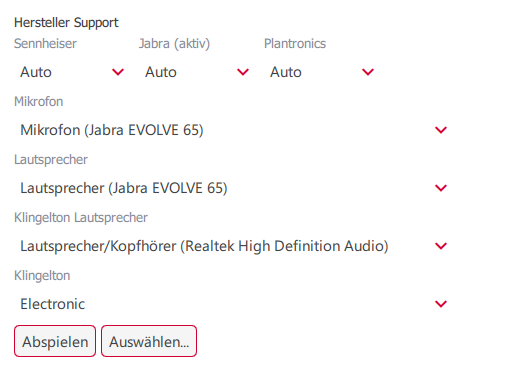 Hersteller Support
Sennheiser Jabra (aktiv) Plantronics
Auto Auto Auto
Mikrofon
Mikrofon (Jabra EVOLVE 65)
Lautsprecher
Lautsprecher (Jabra EVOLVE 65)
Klingelton Lautsprecher
Lautsprecher/Kopfhörer (Realtek High Definition Audio)
Klingelton
Electronic
Abspielen Auswählen...